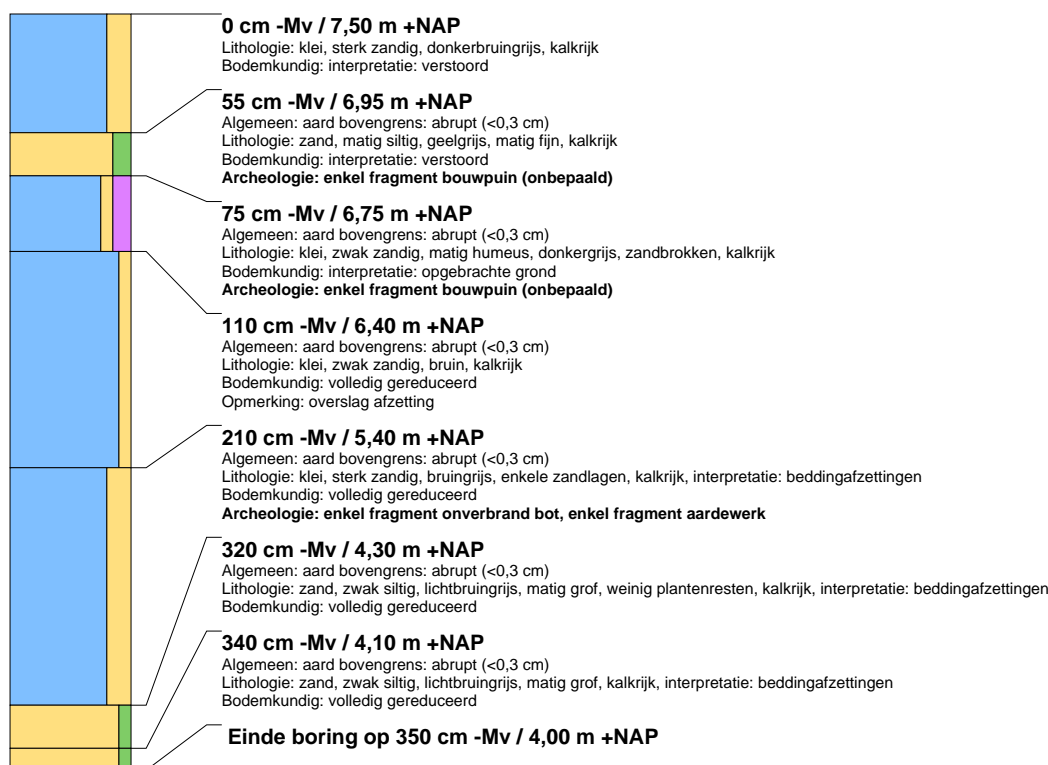 0 cm -Mv / 7,50 m +NAP
Lithologie: klei, sterk zandig, donkerbruingrijs, kalkrijk
Bodemkundig: interpretatie: verstoord
55 cm -Mv / 6,95 m +NAP
Algemeen: aard bovengrens: abrupt (<0,3 cm)
Lithologie: zand, matig siltig, geelgrijs, matig fijn, kalkrijk
Bodemkundig: interpretatie: verstoord
Archeologie: enkel fragment bouwpuin (onbepaald)
75 cm -Mv / 6,75 m +NAP
Algemeen: aard bovengrens: abrupt (<0,3 cm)
Lithologie: klei, zwak zandig, matig humeus, donkergrijs, zandbrokken, kalkrijk
Bodemkundig: interpretatie: opgebrachte grond
Archeologie: enkel fragment bouwpuin (onbepaald)
110 cm -Mv / 6,40 m +NAP
Algemeen: aard bovengrens: abrupt (<0,3 cm)
Lithologie: klei, zwak zandig, bruin, kalkrijk
Bodemkundig: volledig gereduceerd
Opmerking: overslag afzetting
210 cm -Mv / 5,40 m +NAP
Algemeen: aard bovengrens: abrupt (<0,3 cm)
Lithologie: klei, sterk zandig, bruingrijs, enkele zandlagen, kalkrijk, interpretatie: beddingafzettingen
Bodemkundig: volledig gereduceerd
Archeologie: enkel fragment onverbrand bot, enkel fragment aardewerk
320 cm -Mv / 4,30 m +NAP
Algemeen: aard bovengrens: abrupt (<0,3 cm)
Lithologie: zand, zwak siltig, lichtbruingrijs, matig grof, weinig plantenresten, kalkrijk, interpretatie: beddingafzettingen
Bodemkundig: volledig gereduceerd
340 cm -Mv / 4,10 m +NAP
Algemeen: aard bovengrens: abrupt (<0,3 cm)
Lithologie: zand, zwak siltig, lichtbruingrijs, matig grof, kalkrijk, interpretatie: beddingafzettingen
Bodemkundig: volledig gereduceerd
Einde boring op 350 cm -Mv / 4,00 m +NAP